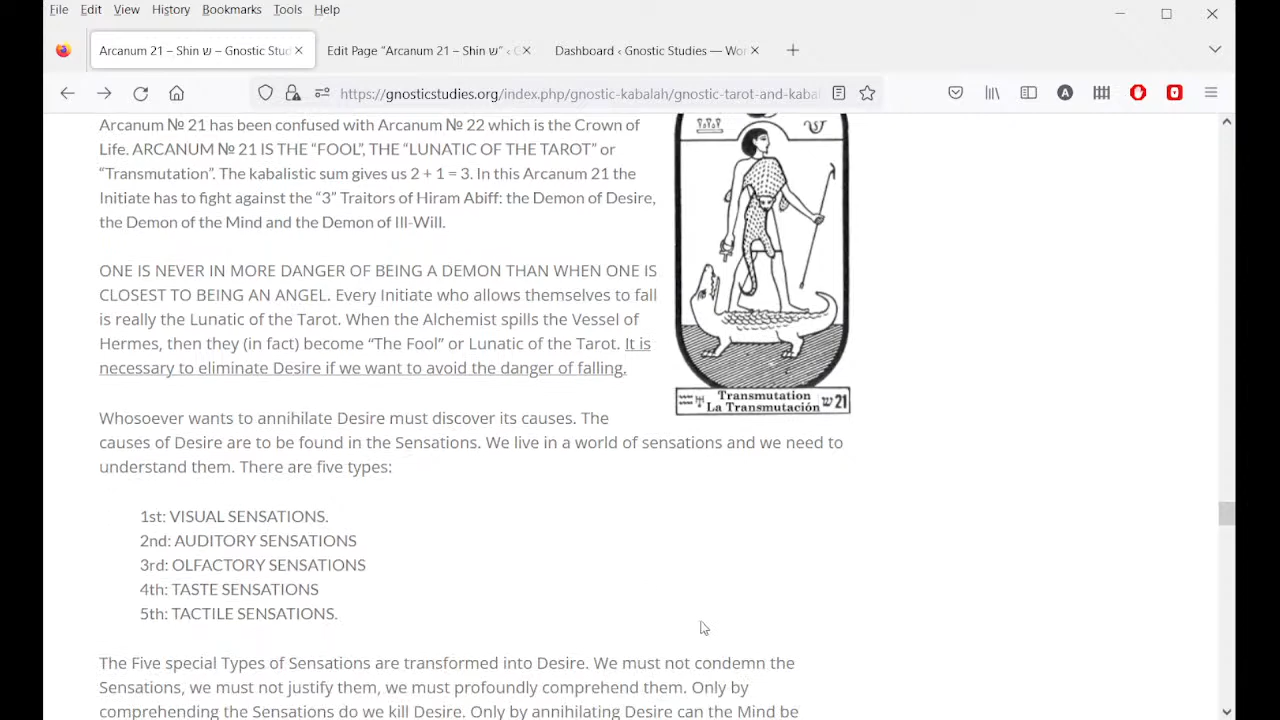 File Edit View History Bookmarks Tools Help
Arcanum 21 – Shin ש – Gnostic Stud
Edit Page “Arcanum 21 – Shin ש” ‹ G
Dashboard ‹ Gnostic Studies — Wor
https://gnosticstudies.org/index.php/gnostic-kabalah/gnostic-tarot-and-kaba
Arcanum № 21 has been confused with Arcanum № 22 which is the Crown of
Life. ARCANUM № 21 IS THE “FOOL”, THE “LUNATIC OF THE TAROT” or
“Transmutation”. The kabalistic sum gives us 2 + 1 = 3. In this Arcanum 21 the
Initiate has to fight against the “3” Traitors of Hiram Abiff: the Demon of Desire,
the Demon of the Mind and the Demon of Ill-Will.
ONE IS NEVER IN MORE DANGER OF BEING A DEMON THAN WHEN ONE IS
CLOSEST TO BEING AN ANGEL. Every Initiate who allows themselves to fall
is really the Lunatic of the Tarot. When the Alchemist spills the Vessel of
Hermes, then they (in fact) become “The Fool” or Lunatic of the Tarot. It is
necessary to eliminate Desire if we want to avoid the danger of falling.
Transmutation
La Transmutación ש 21
Whosoever wants to annihilate Desire must discover its causes. The
causes of Desire are to be found in the Sensations. We live in a world of sensations and we need to
understand them. There are five types:
1st: VISUAL SENSATIONS.
2nd: AUDITORY SENSATIONS
3rd: OLFACTORY SENSATIONS
4th: TASTE SENSATIONS
5th: TACTILE SENSATIONS.
The Five special Types of Sensations are transformed into Desire. We must not condemn the
Sensations, we must not justify them, we must profoundly comprehend them. Only by
comprehending the Sensations do we kill Desire. Only by annihilating Desire can the Mind be